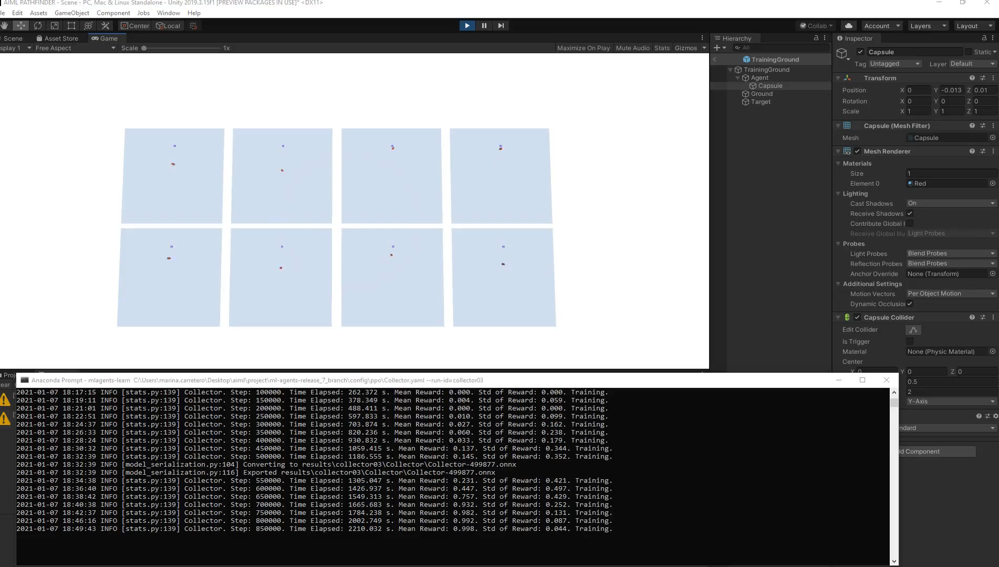 AIML PATHFINDER - Scene - PC, Mac & Linux Standalone - Unity 2019.3.15f1 [PREVIEW PACKAGES IN USE]* <DX11>
le Edit Assets GameObject Component Jobs Window Help
Center Local Collab Account Layers Layout
Scene Asset Store Game Hierarchy Inspector
splay 1 Free Aspect Scale 1x Maximize On Play Mute Audio Stats Gizmos All
Capsule Static
TrainingGround
Tag Untagged Layer Default
TrainingGround
Agent
Capsule
Ground
Target
Transform
Position X 0 Y -0.013 Z 0.01
Rotation X 0 Y 0 Z 0
Scale X 1 Y 1 Z 1
Capsule (Mesh Filter)
Mesh Capsule
Mesh Renderer
Materials
Size 1
Element 0 Red
Lighting
Cast Shadows On
Receive Shadows
Contribute Global I
Receive Global Illu Light Probes
Probes
Light Probes Blend Probes
Reflection Probes Blend Probes
Anchor Override None (Transform)
Additional Settings
Motion Vectors Per Object Motion
Dynamic Occlusio
Capsule Collider
Edit Collider
Is Trigger
Material None (Physic Material)
Center
X 0 Y 0 Z 0
0.5
2
Y-Axis
ndard
dd Component
Proj
ear
Anaconda Prompt - mlagents-learn C:\Users\marina.carretero\Desktop\aiml\project\ml-agents-release_7_branch\config\ppo\Collector.yaml --run-id=collector03
2021-01-07 18:17:15 INFO [stats.py:139] Collector. Step: 100000. Time Elapsed: 262.372 s. Mean Reward: 0.000. Std of Reward: 0.000. Training.
2021-01-07 18:19:11 INFO [stats.py:139] Collector. Step: 150000. Time Elapsed: 378.349 s. Mean Reward: 0.004. Std of Reward: 0.059. Training.
2021-01-07 18:21:01 INFO [stats.py:139] Collector. Step: 200000. Time Elapsed: 488.411 s. Mean Reward: 0.000. Std of Reward: 0.000. Training.
2021-01-07 18:22:51 INFO [stats.py:139] Collector. Step: 250000. Time Elapsed: 597.833 s. Mean Reward: 0.010. Std of Reward: 0.099. Training.
2021-01-07 18:24:37 INFO [stats.py:139] Collector. Step: 300000. Time Elapsed: 703.874 s. Mean Reward: 0.027. Std of Reward: 0.162. Training.
2021-01-07 18:26:33 INFO [stats.py:139] Collector. Step: 350000. Time Elapsed: 820.236 s. Mean Reward: 0.060. Std of Reward: 0.238. Training.
2021-01-07 18:28:24 INFO [stats.py:139] Collector. Step: 400000. Time Elapsed: 930.832 s. Mean Reward: 0.033. Std of Reward: 0.179. Training.
2021-01-07 18:30:32 INFO [stats.py:139] Collector. Step: 450000. Time Elapsed: 1059.415 s. Mean Reward: 0.137. Std of Reward: 0.344. Training.
2021-01-07 18:32:39 INFO [stats.py:139] Collector. Step: 500000. Time Elapsed: 1186.555 s. Mean Reward: 0.145. Std of Reward: 0.352. Training.
2021-01-07 18:32:39 INFO [model_serialization.py:104] Converting to results\collector03\Collector\Collector-499877.onnx
2021-01-07 18:32:39 INFO [model_serialization.py:116] Exported results\collector03\Collector\Collector-499877.onnx
2021-01-07 18:34:38 INFO [stats.py:139] Collector. Step: 550000. Time Elapsed: 1305.047 s. Mean Reward: 0.231. Std of Reward: 0.421. Training.
2021-01-07 18:36:40 INFO [stats.py:139] Collector. Step: 600000. Time Elapsed: 1426.937 s. Mean Reward: 0.447. Std of Reward: 0.497. Training.
2021-01-07 18:38:42 INFO [stats.py:139] Collector. Step: 650000. Time Elapsed: 1549.313 s. Mean Reward: 0.757. Std of Reward: 0.429. Training.
2021-01-07 18:40:38 INFO [stats.py:139] Collector. Step: 700000. Time Elapsed: 1665.683 s. Mean Reward: 0.932. Std of Reward: 0.252. Training.
2021-01-07 18:42:37 INFO [stats.py:139] Collector. Step: 750000. Time Elapsed: 1784.238 s. Mean Reward: 0.982. Std of Reward: 0.131. Training.
2021-01-07 18:46:16 INFO [stats.py:139] Collector. Step: 800000. Time Elapsed: 2002.749 s. Mean Reward: 0.992. Std of Reward: 0.087. Training.
2021-01-07 18:49:43 INFO [stats.py:139] Collector. Step: 850000. Time Elapsed: 2210.032 s. Mean Reward: 0.998. Std of Reward: 0.044. Training.